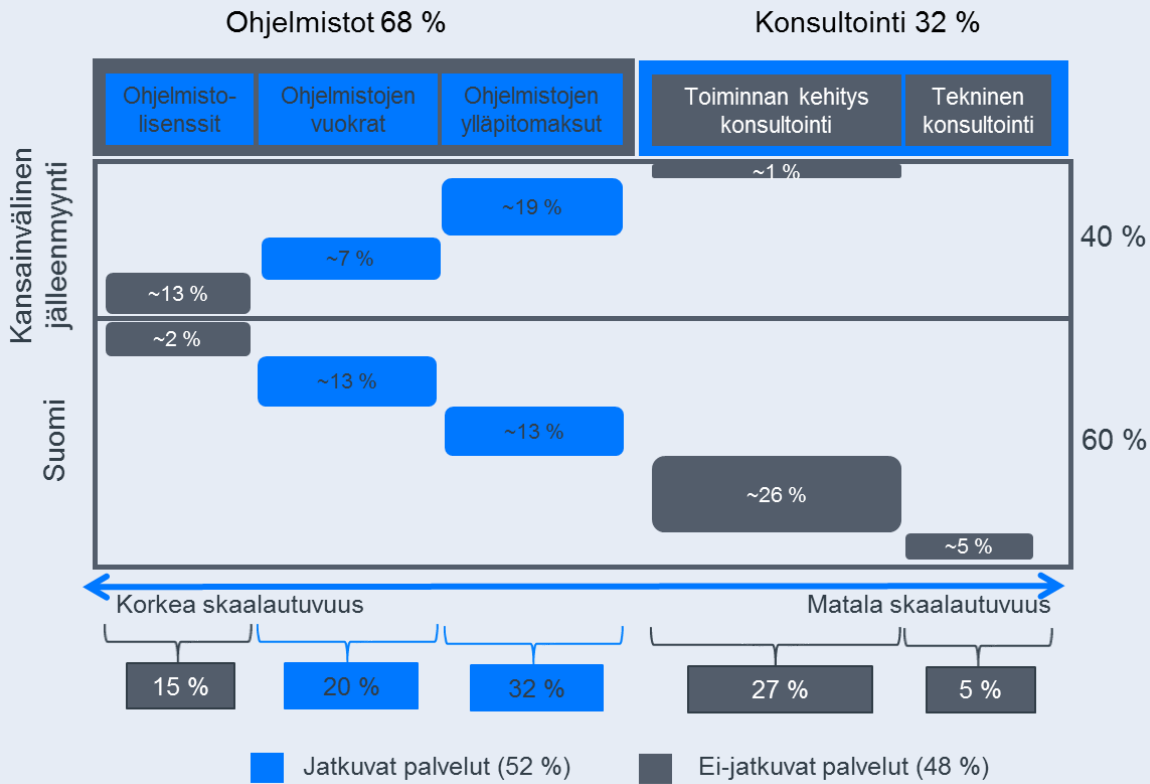 Ohjelmistot 68 %
Konsultointi 32 %
Ohjelmisto-
lisenssit
Ohjelmistojen
vuokrat
Ohjelmistojen
ylläpitomaksut
Toiminnan kehitys
konsultointi
Tekninen
konsultointi
Kansainvälinen
jälleenmyynti
~1 %
~19 %
~7 %
~13 %
40 %
Suomi
~2 %
~13 %
~13 %
~26 %
~5 %
60 %
Korkea skaalautuvuus
Matala skaalautuvuus
15 %
20 %
32 %
27 %
5 %
Jatkuvat palvelut (52 %)
Ei-jatkuvat palvelut (48 %)